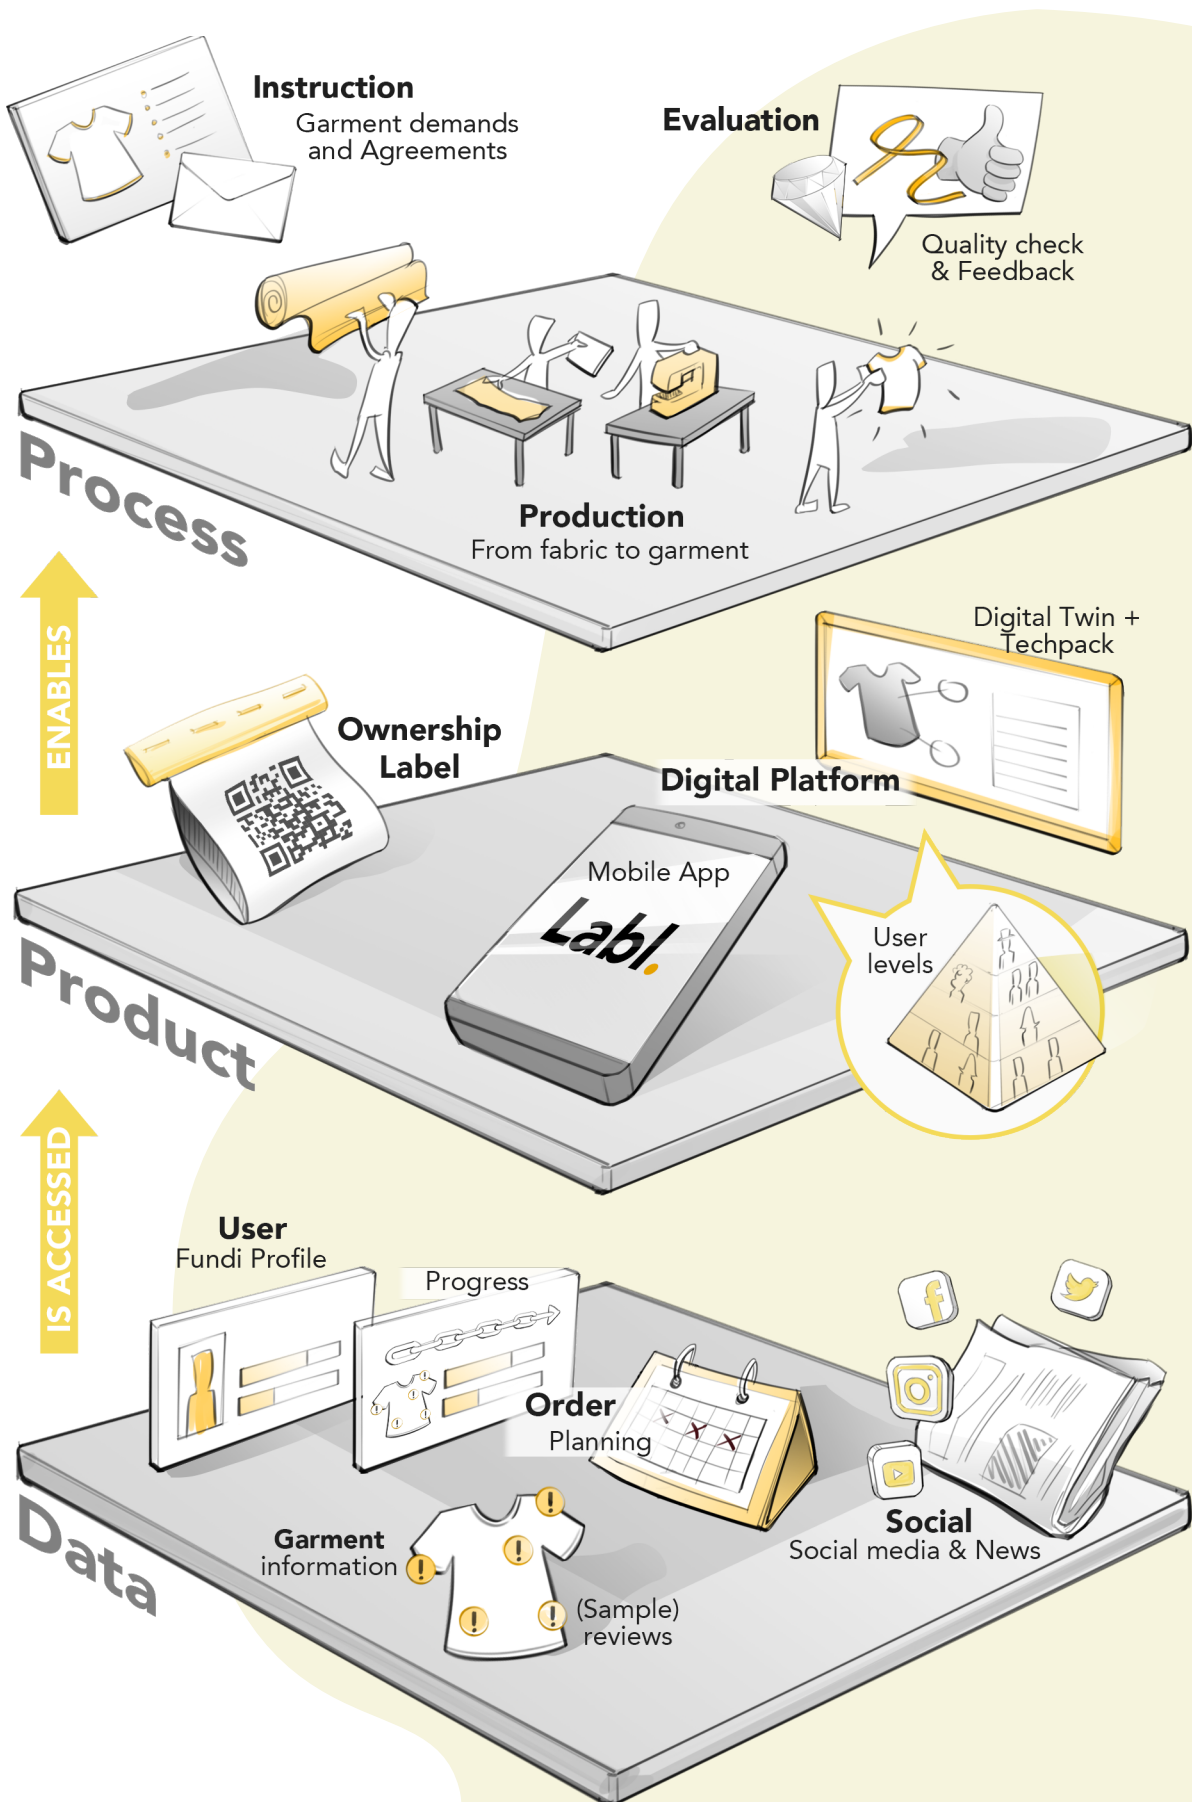 Instruction
Garment demands
and Agreements
Evaluation
Quality check
& Feedback
Process
Production
From fabric to garment
ENABLES
Digital Twin +
Techpack
Ownership
Label
Digital Platform
Mobile App
Labl.
User
levels
Product
IS ACCESSED
User
Fundi Profile
Progress
Order
Planning
Social
Social media & News
Garment
information
(Sample)
reviews
Data